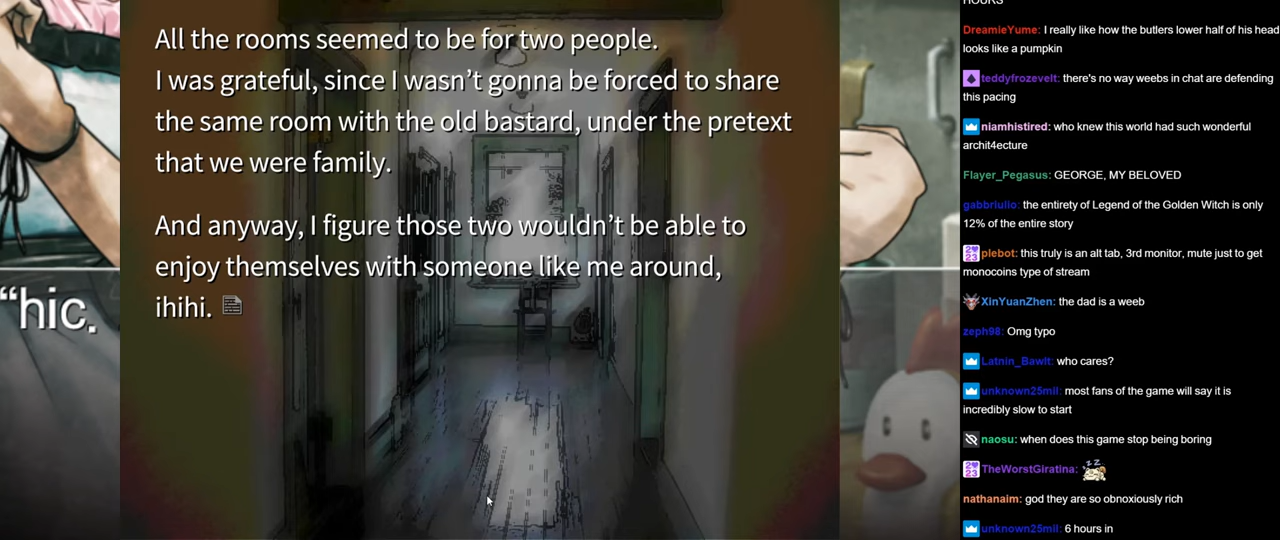 All the rooms seemed to be for two people.
I was grateful, since I wasn't gonna be forced to share
the same room with the old bastard, under the pretext
that we were family.
And anyway, I figure those two wouldn't be able to
enjoy themselves with someone like me around,
ihihi.
“hic.
HOURS
DreamieYume: I really like how the butlers lower half of his head
looks like a pumpkin
teddyfrozevelt: there's no way weebs in chat are defending
this pacing
niamhistired: who knew this world had such wonderful
archit4ecture
Flayer_Pegasus: GEORGE, MY BELOVED
gabbriulio: the entirety of Legend of the Golden Witch is only
12% of the entire story
plebot: this truly is an alt tab, 3rd monitor, mute just to get
monocoins type of stream
XinYuanZhen: the dad is a weeb
zeph98: Omg typo
Latnin_Bawlt: who cares?
unknown25mil: most fans of the game will say it is
incredibly slow to start
naosu: when does this game stop being boring
TheWorstGiratina:
nathanaim: god they are so obnoxiously rich
unknown25mil: 6 hours in